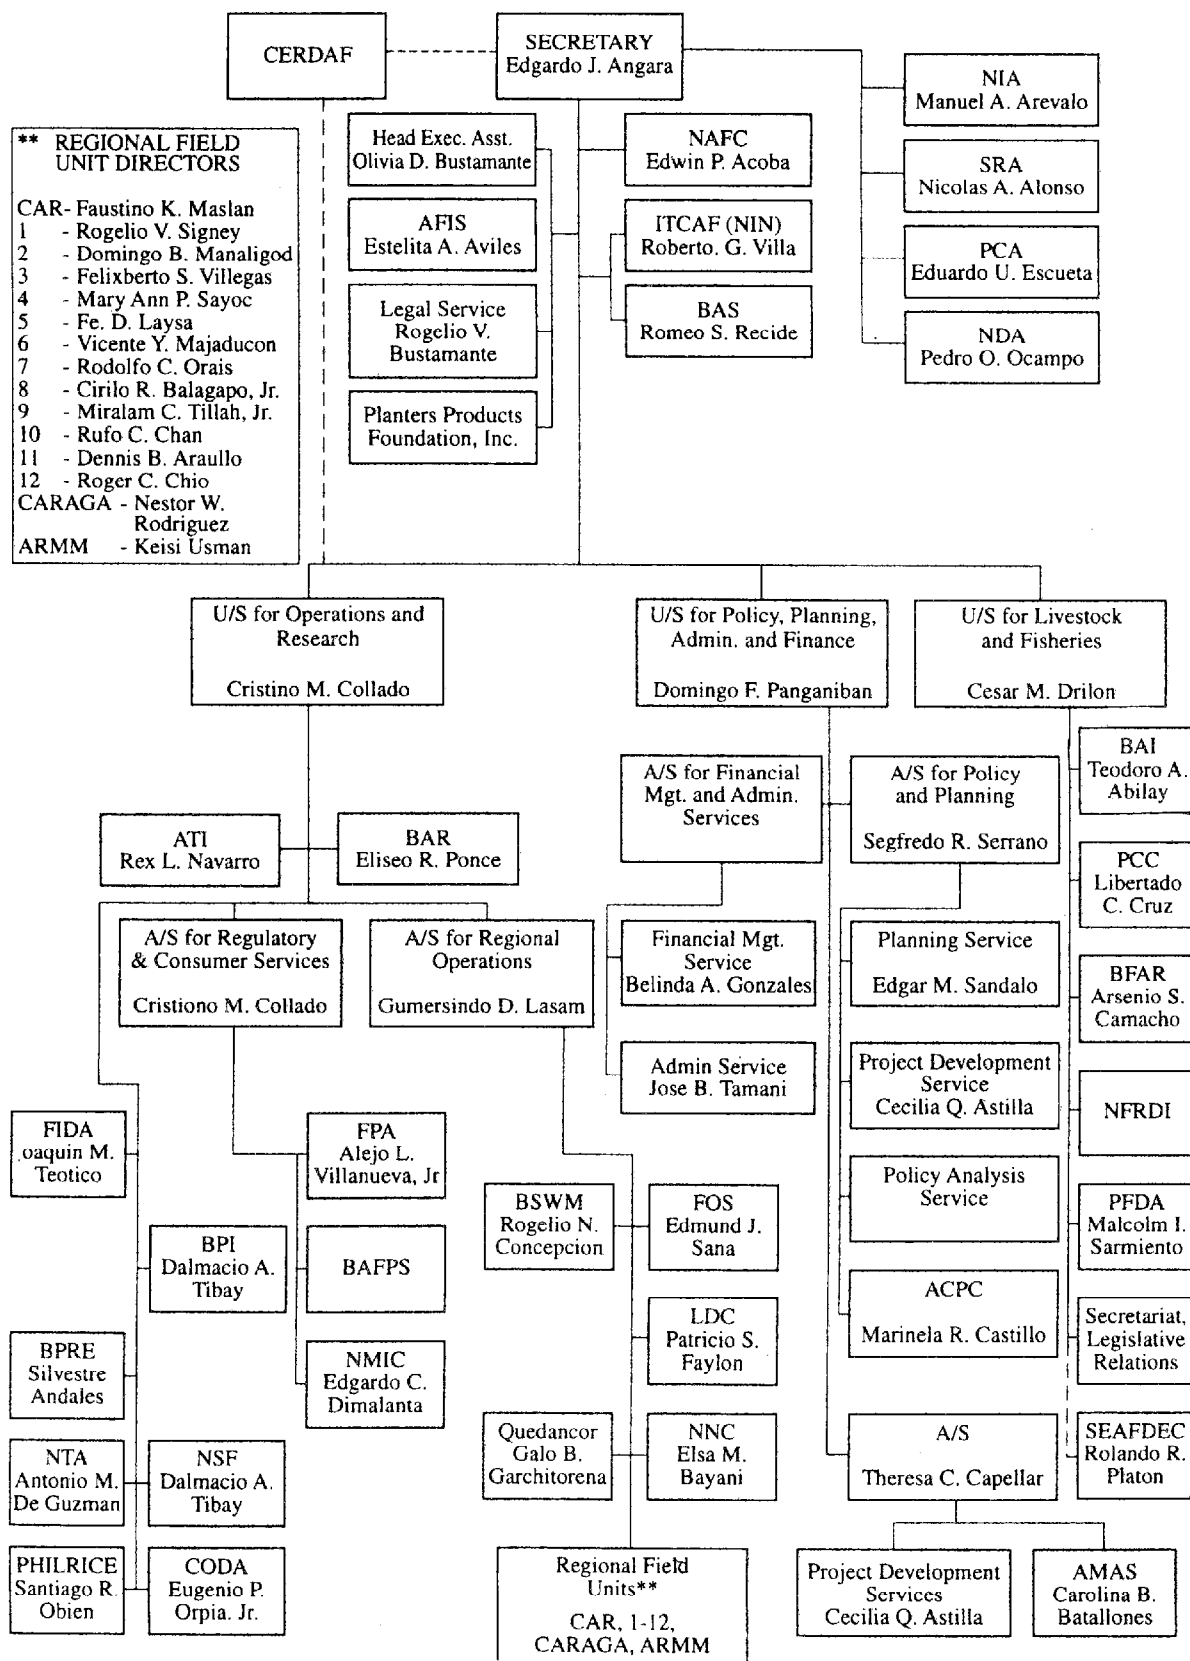 CERDAF
SECRETARY
Edgardo J. Angara
NIA
Manuel A. Arevalo
SRA
Nicolas A. Alonso
PCA
Eduardo U. Escueta
NDA
Pedro O. Ocampo
Head Exec. Asst.
Olivia D. Bustamante
AFIS
Estelita A. Aviles
Legal Service
Rogelio V.
Bustamante
Planters Products
Foundation, Inc.
NAFC
Edwin P. Acoba
ITCAF (NIN)
Roberto. G. Villa
BAS
Romeo S. Recide
** REGIONAL FIELD
UNIT DIRECTORS
CAR- Faustino K. Maslan
1 - Rogelio V. Signey
2 - Domingo B. Manaligod
3 - Felixberto S. Villegas
4 - Mary Ann P. Sayoc
5 - Fe. D. Laysa
6 - Vicente Y. Majaducon
7 - Rodolfo C. Orais
8 - Cirilo R. Balagapo, Jr.
9 - Miralam C. Tillah, Jr.
10 - Rufo C. Chan
11 - Dennis B. Araullo
12 - Roger C. Chio
CARAGA - Nestor W.
Rodriguez
ARMM - Keisi Usman
U/S for Operations and
Research
Cristino M. Collado
U/S for Policy, Planning,
Admin. and Finance
Domingo F. Panganiban
U/S for Livestock
and Fisheries
Cesar M. Drilon
ATI
Rex L. Navarro
BAR
Eliseo R. Ponce
A/S for Regulatory
& Consumer Services
Cristiono M. Collado
A/S for Regional
Operations
Gumersindo D. Lasam
FIDA
oaquin M.
Teotico
BPI
Dalmacio A.
Tibay
BPRE
Silvestre
Andales
NTA
Antonio M.
De Guzman
NSF
Dalmacio A.
Tibay
PHILRICE
Santiago R.
Obien
CODA
Eugenio P.
Orpia. Jr.
FPA
Alejo L.
Villanueva, Jr
BAFPS
NMIC
Edgardo C.
Dimalanta
BSWM
Rogelio N.
Concepcion
FOS
Edmund J.
Sana
LDC
Patricio S.
Faylon
Quedancor
Galo B.
Garchitorena
NNC
Elsa M.
Bayani
Regional Field
Units**
CAR, 1-12,
CARAGA, ARMM
A/S for Financial
Mgt. and Admin.
Services
A/S for Policy
and Planning
Segfredo R. Serrano
Financial Mgt.
Service
Belinda A. Gonzales
Admin Service
Jose B. Tamani
Planning Service
Edgar M. Sandalo
Project Development
Service
Cecilia Q. Astilla
Policy Analysis
Service
ACPC
Marinela R. Castillo
A/S
Theresa C. Capellar
Project Development
Services
Cecilia Q. Astilla
AMAS
Carolina B.
Batallones
BAI
Teodoro A.
Abilay
PCC
Libertado
C. Cruz
BFAR
Arsenio S.
Camacho
NFRDI
PFDA
Malcolm I.
Sarmiento
Secretariat,
Legislative
Relations
SEAFDEC
Rolando R.
Platon